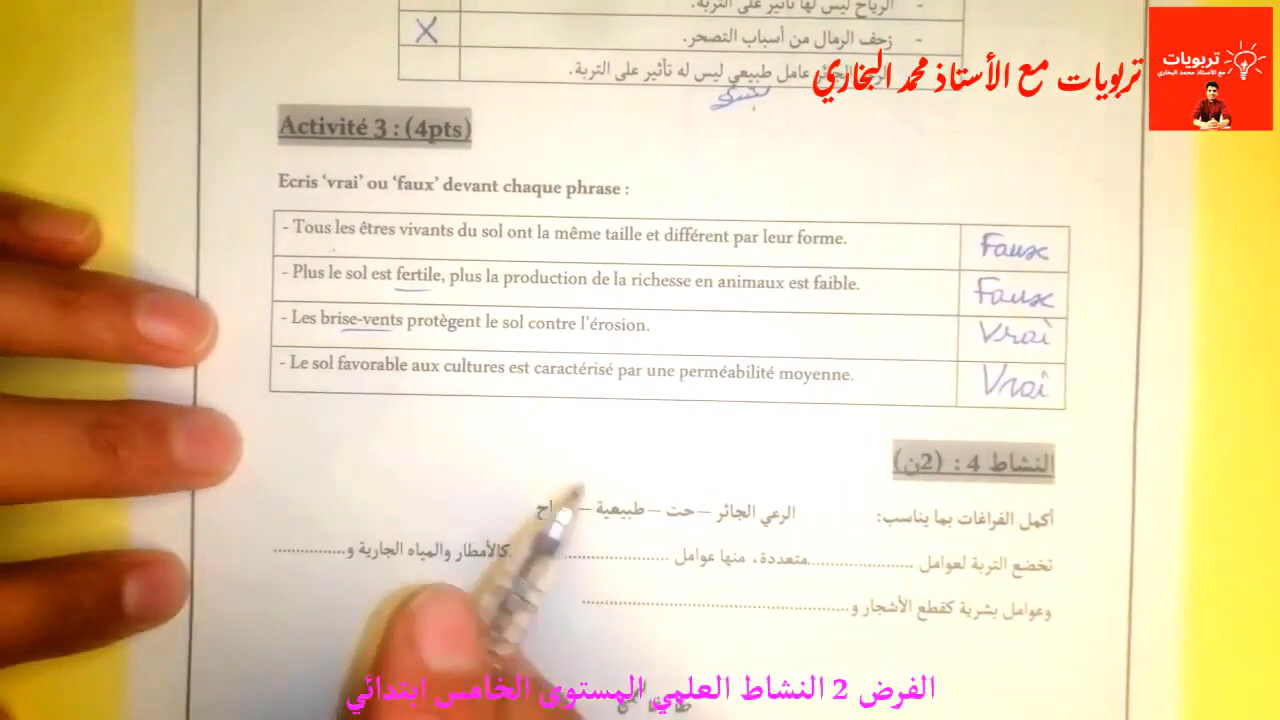 - الرياح ليس لها تأثير على التربة.
- زحف الرمال من أسباب التصحر.
X
عامل طبيعي ليس له تأثير على التربة.
بشري
تربويات مع الأستاذ محمد البخاري
تربويات
مع الأستاذ محمد البخاري
Activité 3 : (4pts)
Ecris ‘vrai’ ou ‘faux’ devant chaque phrase :
- Tous les êtres vivants du sol ont la même taille et différent par leur forme. Faux
- Plus le sol est fertile, plus la production de la richesse en animaux est faible. Faux
- Les brise-vents protègent le sol contre l’érosion. Vrai
- Le sol favorable aux cultures est caractérisé par une perméabilité moyenne. Vrai
النشاط 4 : (2ن)
أكمل الفراغات بما يناسب: الرعي الجائر – حت – طبيعية –
تخضع التربة لعوامل ......................متعددة، منها عوامل ...................... كالأمطار والمياه الجارية و................
وعوامل بشرية كقطع الأشجار و......................................................
الفرض 2 النشاط العلمي المستوى الخامس ابتدائي